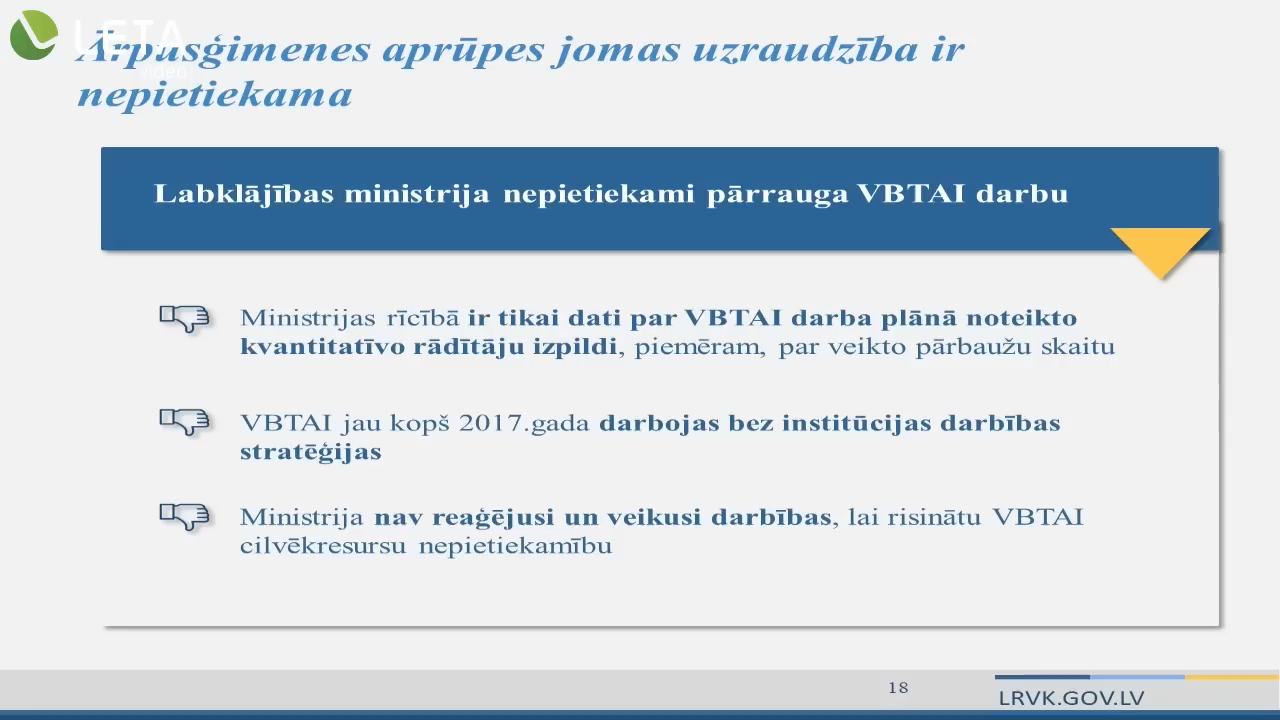 LETA
video
Ārpusģimenes aprūpes jomas uzraudzība ir
nepietiekama
Labklājības ministrija nepietiekami pārrauga VBTAI darbu
Ministrijas rīcībā ir tikai dati par VBTAI darba plānā noteikto
kvantitatīvo rādītāju izpildi, piemēram, par veikto pārbaužu skaitu
VBTAI jau kopš 2017.gada darbojas bez institūcijas darbības
stratēģijas
Ministrija nav reaģējusi un veikusi darbības, lai risinātu VBTAI
cilvēkresursu nepietiekamību
18
LRVK.GOV.LV